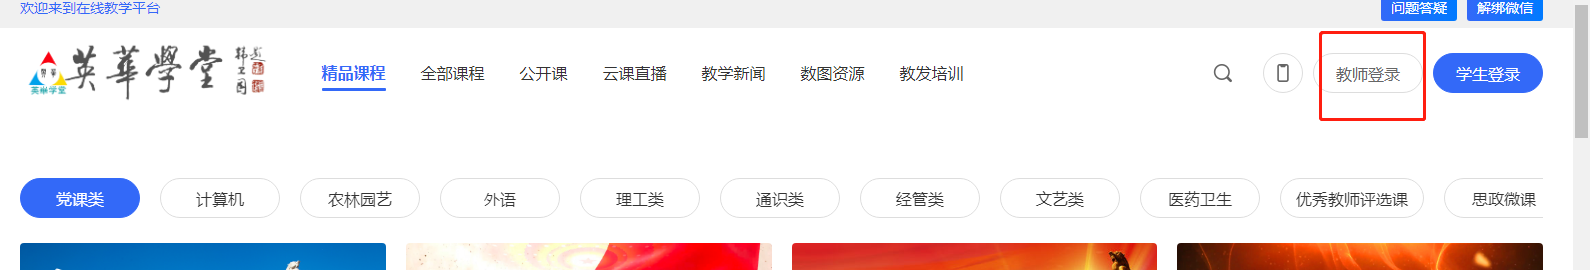 欢迎来到在线教学平台
问题答疑
解绑微信
英華學堂
英華学堂
精品课程
全部课程
公开课
云课直播
教学新闻
数图资源
教发培训
教师登录
学生登录
党课类
计算机
农林园艺
外语
理工类
通识类
经管类
文艺类
医药卫生
优秀教师评选课
思政微课